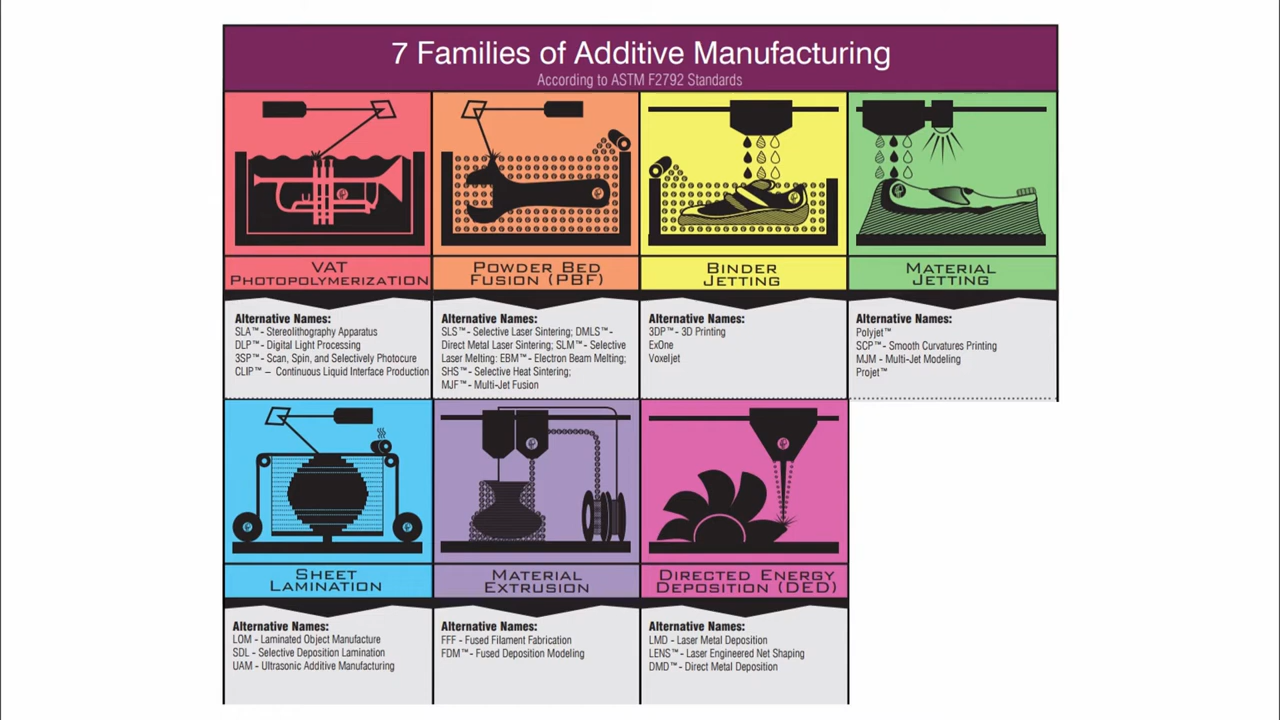 7 Families of Additive Manufacturing
According to ASTM F2792 Standards
VAT
PHOTOPOLYMERIZATION
POWDER BED
FUSION (PBF)
BINDER
JETTING
MATERIAL
JETTING
Alternative Names:
SLA™ - Stereolithography Apparatus
DLP™ - Digital Light Processing
3SP™ - Scan, Spin, and Selectively Photocure
CLIP™ – Continuous Liquid Interface Production
Alternative Names:
SLS™ - Selective Laser Sintering; DMLS™ -
Direct Metal Laser Sintering; SLM™ - Selective
Laser Melting: EBM™ - Electron Beam Melting;
SHS™ - Selective Heat Sintering;
MJF™ - Multi-Jet Fusion
Alternative Names:
3DP™ - 3D Printing
ExOne
Voxeljet
Alternative Names:
Polyjet™
SCP™ - Smooth Curvatures Printing
MJM - Multi-Jet Modeling
Projet™
SHEET
LAMINATION
MATERIAL
EXTRUSION
DIRECTED ENERGY
DEPOSITION (DED)
Alternative Names:
LOM - Laminated Object Manufacture
SDL - Selective Deposition Lamination
UAM - Ultrasonic Additive Manufacturing
Alternative Names:
FFF - Fused Filament Fabrication
FDM™ - Fused Deposition Modeling
Alternative Names:
LMD - Laser Metal Deposition
LENS™ - Laser Engineered Net Shaping
DMD™ - Direct Metal Deposition